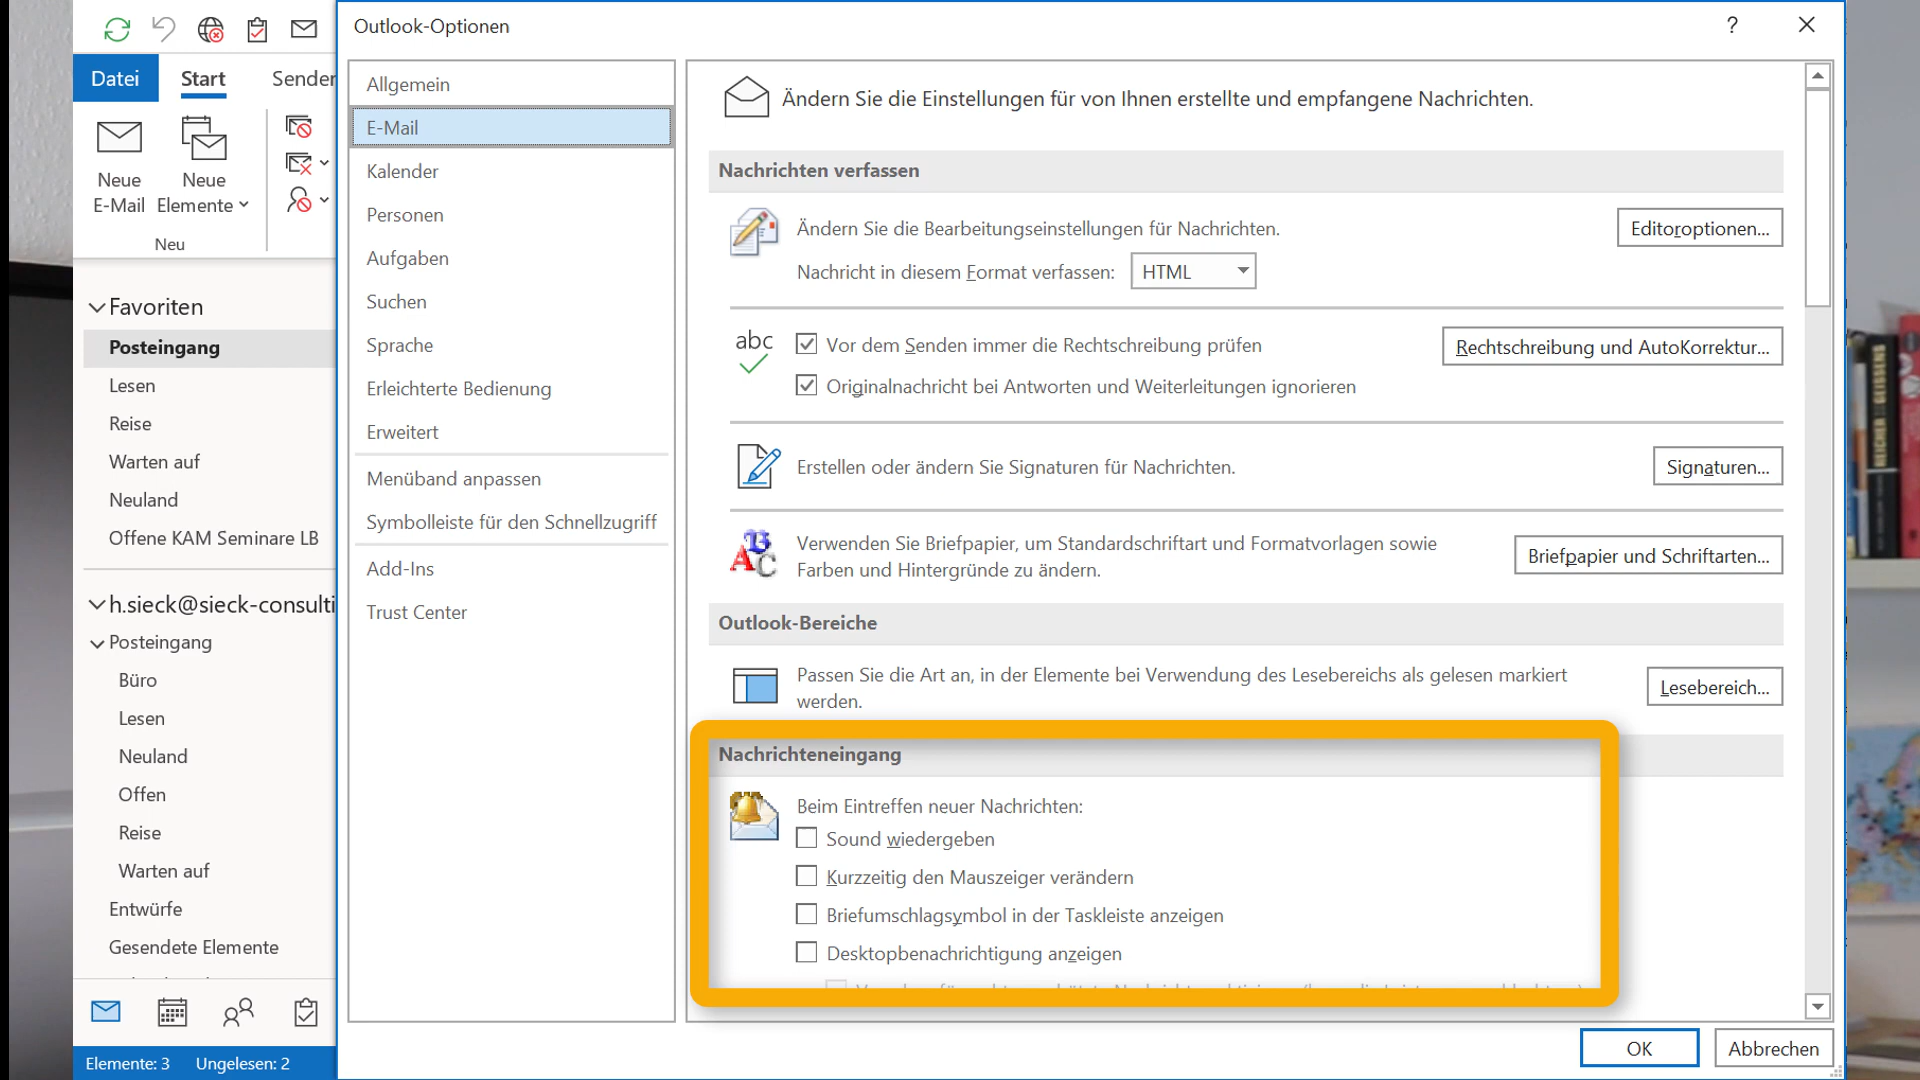 Outlook-Optionen
?
Datei
Start
Sender
Neue
E-Mail
Neue
Elemente
Neu
Favoriten
Posteingang
Lesen
Reise
Warten auf
Neuland
Offene KAM Seminare LB
h.sieck@sieck-consulti
Posteingang
Büro
Lesen
Neuland
Offen
Reise
Warten auf
Entwürfe
Gesendete Elemente
Elemente: 3
Ungelesen: 2
Allgemein
E-Mail
Kalender
Personen
Aufgaben
Suchen
Sprache
Erleichterte Bedienung
Erweitert
Menüband anpassen
Symbolleiste für den Schnellzugriff
Add-Ins
Trust Center
Ändern Sie die Einstellungen für von Ihnen erstellte und empfangene Nachrichten.
Nachrichten verfassen
Ändern Sie die Bearbeitungseinstellungen für Nachrichten.
Editoroptionen...
Nachricht in diesem Format verfassen:
HTML
abc
Vor dem Senden immer die Rechtschreibung prüfen
Rechtschreibung und AutoKorrektur...
Originalnachricht bei Antworten und Weiterleitungen ignorieren
Erstellen oder ändern Sie Signaturen für Nachrichten.
Signaturen...
ABC
Verwenden Sie Briefpapier, um Standardschriftart und Formatvorlagen sowie
Farben und Hintergründe zu ändern.
Briefpapier und Schriftarten...
Outlook-Bereiche
Passen Sie die Art an, in der Elemente bei Verwendung des Lesebereichs als gelesen markiert
werden.
Lesebereich...
Nachrichteneingang
Beim Eintreffen neuer Nachrichten:
Sound wiedergeben
Kurzzeitig den Mauszeiger verändern
Briefumschlagsymbol in der Taskleiste anzeigen
Desktopbenachrichtigung anzeigen
OK
Abbrechen